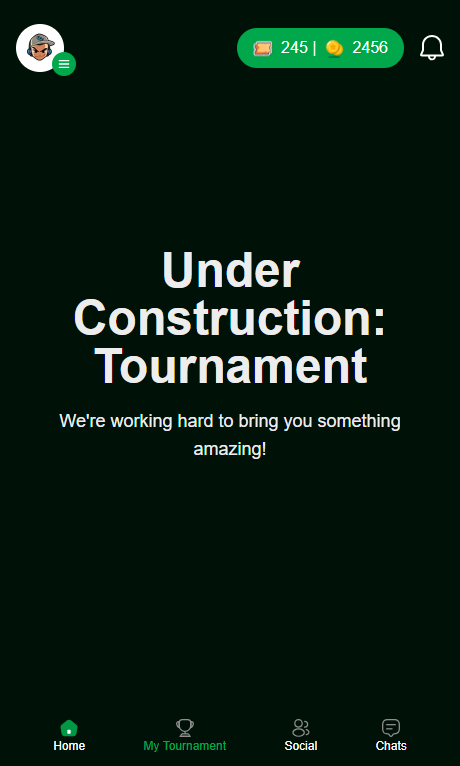 245 | 2456
Under
Construction:
Tournament
We're working hard to bring you something
amazing!
Home My Tournament Social Chats